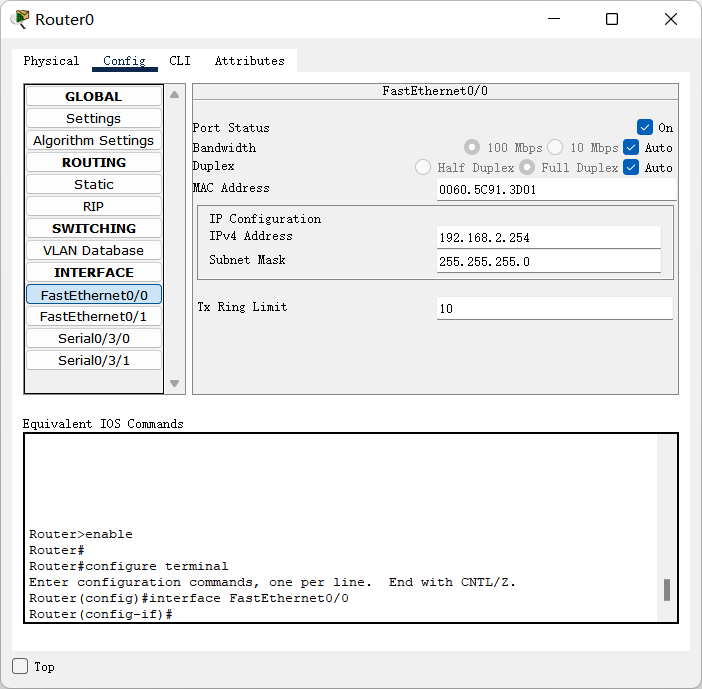 Router0
Physical Config CLI Attributes
GLOBAL
Settings
Algorithm Settings
ROUTING
Static
RIP
SWITCHING
VLAN Database
INTERFACE
FastEthernet0/0
FastEthernet0/1
Serial0/3/0
Serial0/3/1
FastEthernet0/0
Port Status On
Bandwidth 100 Mbps 10 Mbps Auto
Duplex Half Duplex Full Duplex Auto
MAC Address 0060.5C91.3D01
IP Configuration
IPv4 Address 192.168.2.254
Subnet Mask 255.255.255.0
Tx Ring Limit 10
Equivalent IOS Commands
Router>enable
Router#
Router#configure terminal
Enter configuration commands, one per line.  End with CNTL/Z.
Router(config)#interface FastEthernet0/0
Router(config-if)#
Top